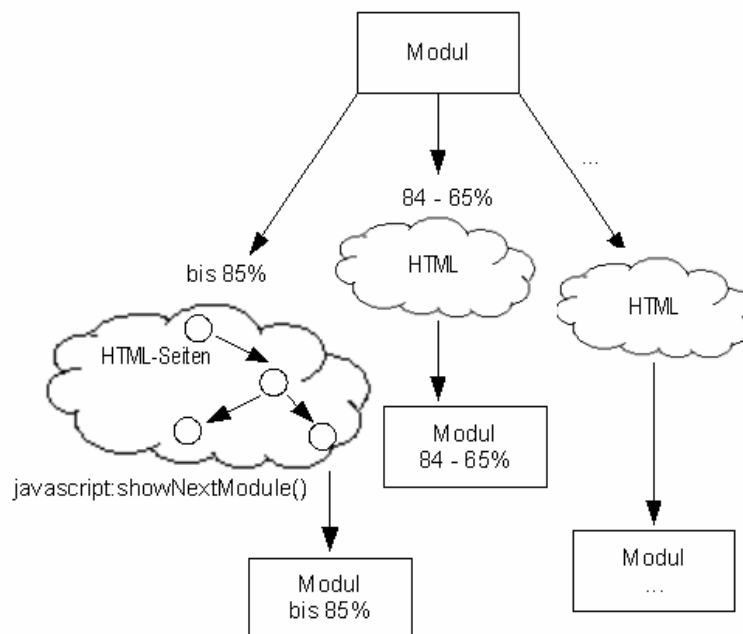 Modul
...
84 - 65%
HTML
bis 85%
HTML
HTML-Seiten
Modul
84 - 65%
javascript:showNextModule()
Modul
...
Modul
bis 85%